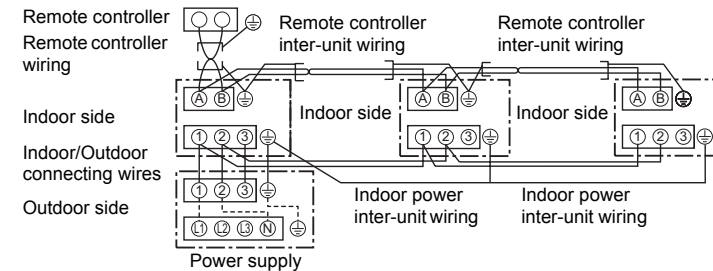 Remote controller
Remote controller
wiring
Remote controller
inter-unit wiring
Remote controller
inter-unit wiring
A B
A B
A B
Indoor side
Indoor side
Indoor side
1 2 3
1 2 3
1 2 3
Indoor/Outdoor
connecting wires
Outdoor side
1 2 3
L1 L2 L3 N
Indoor power
inter-unit wiring
Indoor power
inter-unit wiring
Power supply